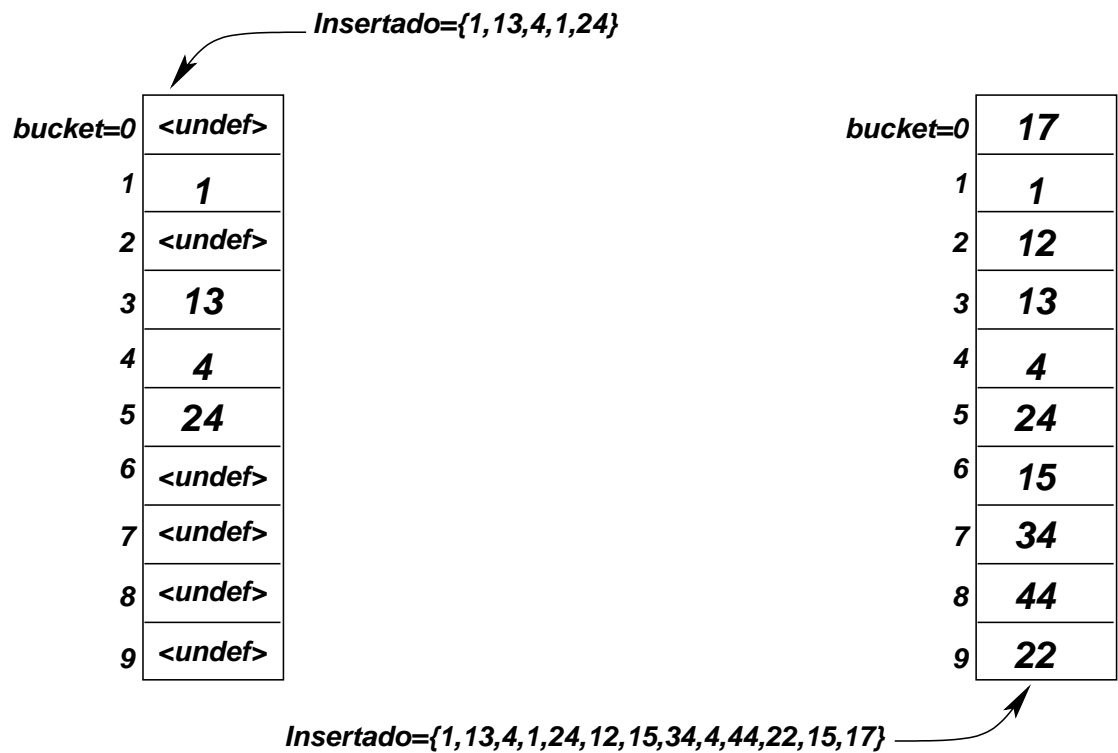 Insertado={1,13,4,1,24}
bucket=0 <undef>
1 1
2 <undef>
3 13
4 4
5 24
6 <undef>
7 <undef>
8 <undef>
9 <undef>
bucket=0 17
1 1
2 12
3 13
4 4
5 24
6 15
7 34
8 44
9 22
Insertado={1,13,4,1,24,12,15,34,4,44,22,15,17}